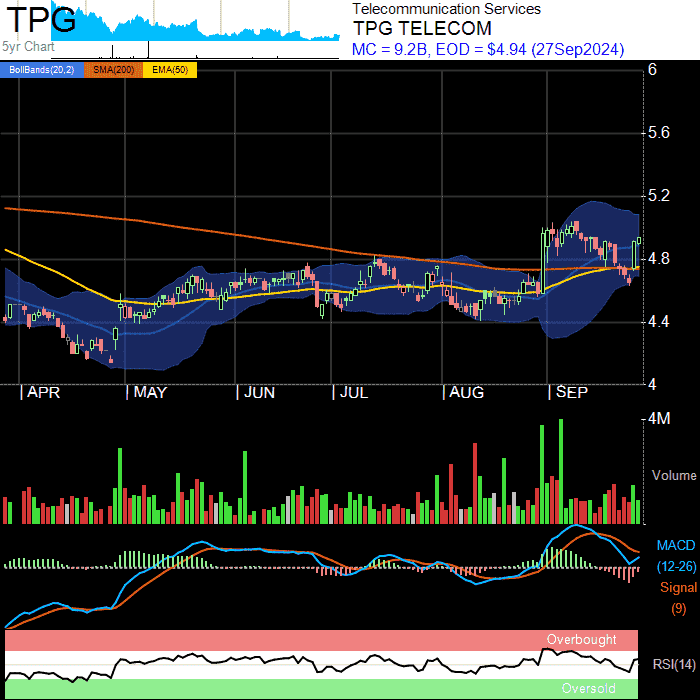 TPG
5yr Chart
Telecommunication Services
TPG TELECOM
MC = 9.2B, EOD = $4.94 (27Sep2024)
BollBands(20,2) SMA(200) EMA(50)
6
5.6
5.2
4.8
4.4
4
APR MAY JUN JUL AUG SEP
4M
Volume
MACD
(12-26)
Signal
(9)
Overbought
RSI(14)
Oversold